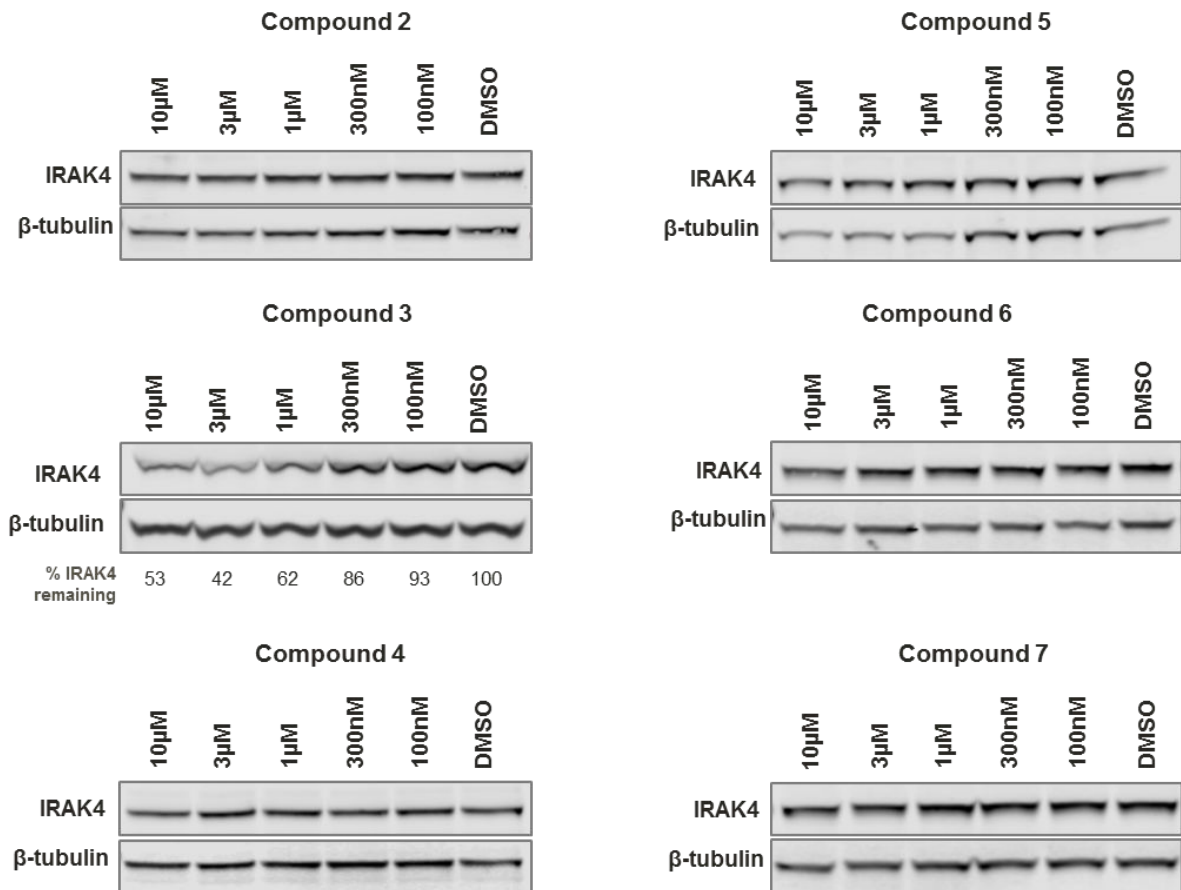 Compound 2
10µM 3µM 1µM 300nM 100nM DMSO
IRAK4
β-tubulin
Compound 5
10µM 3µM 1µM 300nM 100nM DMSO
IRAK4
β-tubulin
Compound 3
10µM 3µM 1µM 300nM 100nM DMSO
IRAK4
β-tubulin
% IRAK4
remaining
53 42 62 86 93 100
Compound 6
10µM 3µM 1µM 300nM 100nM DMSO
IRAK4
β-tubulin
Compound 4
10µM 3µM 1µM 300nM 100nM DMSO
IRAK4
β-tubulin
Compound 7
10µM 3µM 1µM 300nM 100nM DMSO
IRAK4
β-tubulin